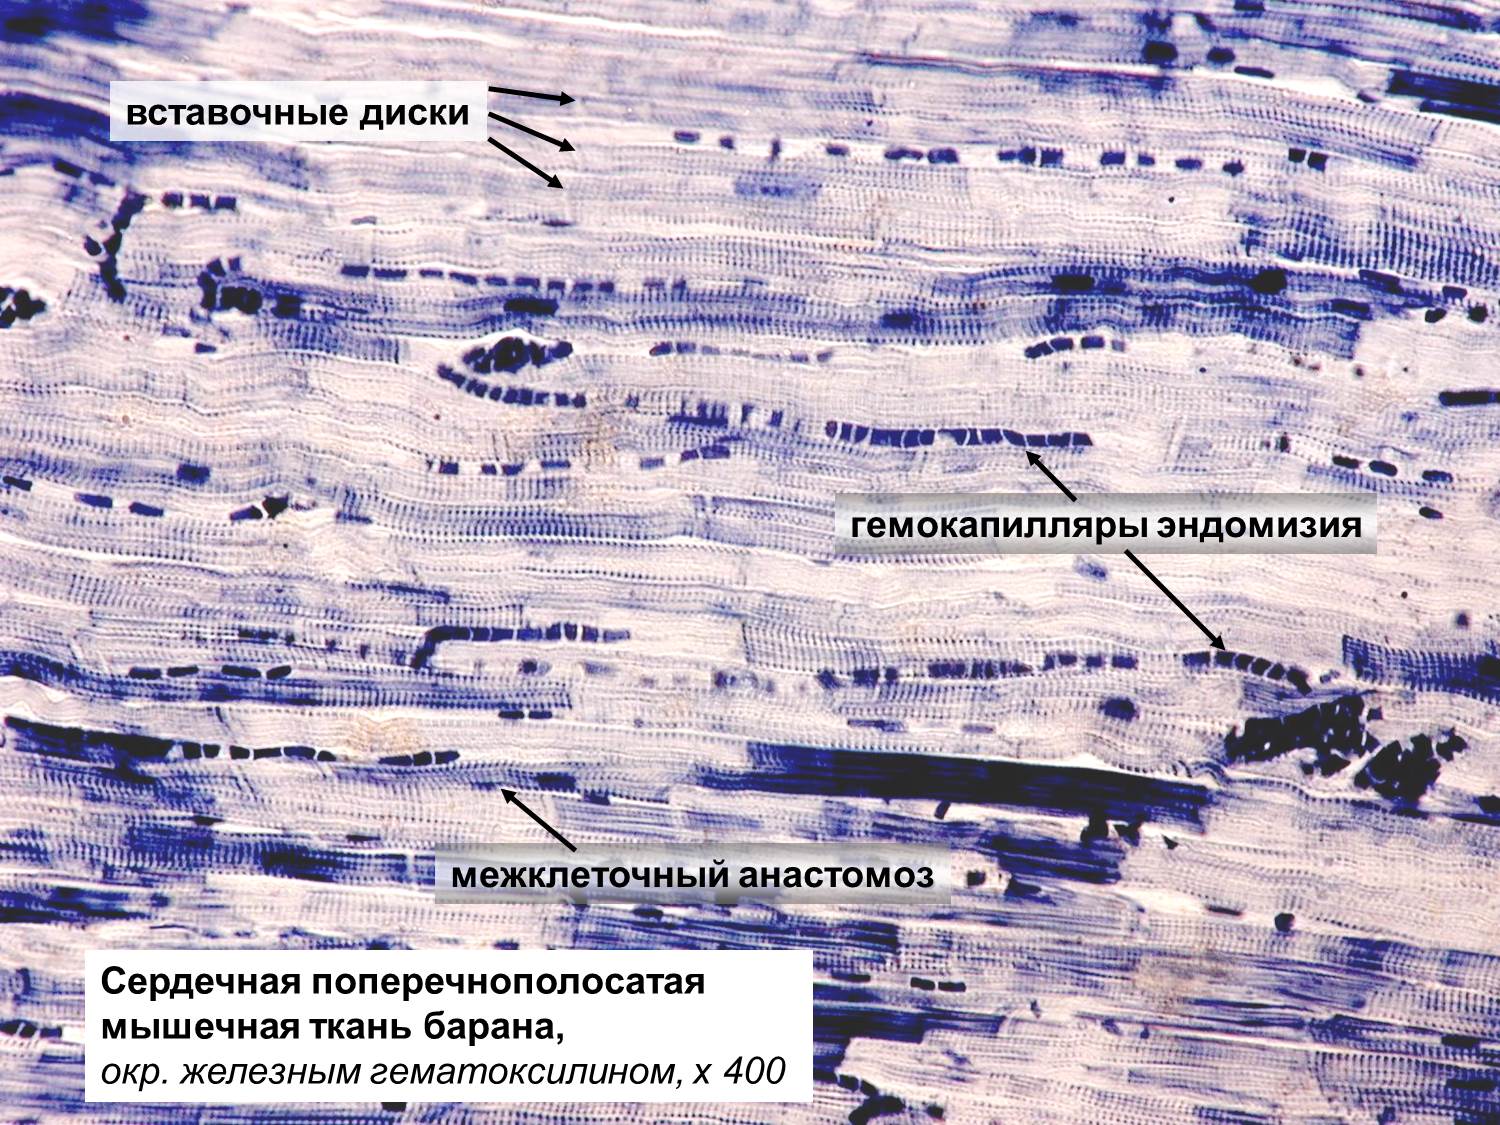 вставочные диски
гемокапилляры эндомизия
межклеточный анастомоз
Сердечная поперечнополосатая
мышечная ткань барана,
окр. железным гематоксилином, х 400